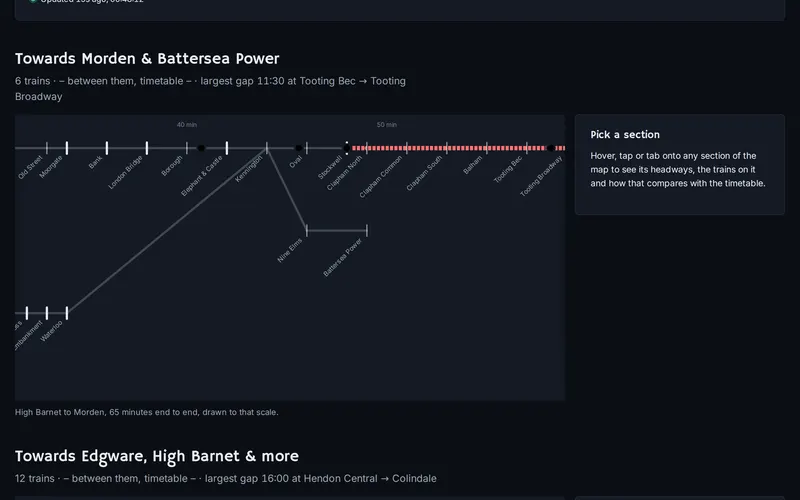 Towards Morden & Battersea Power
6 trains · – between them, timetable – · largest gap 11:30 at Tooting Bec → Tooting
Broadway
40 min
50 min
Old Street
Moorgate
Bank
London Bridge
Borough
Elephant & Castle
Kennington
Oval
Stockwell
Clapham North
Clapham Common
Clapham South
Balham
Tooting Bec
Tooting Broadway
Nine Elms
Battersea Power
Waterloo
Pick a section
Hover, tap or tab onto any section of the
map to see its headways, the trains on it
and how that compares with the timetable.
High Barnet to Morden, 65 minutes end to end, drawn to that scale.
Towards Edgware, High Barnet & more
12 trains · – between them, timetable – · largest gap 16:00 at Hendon Central → Colindale